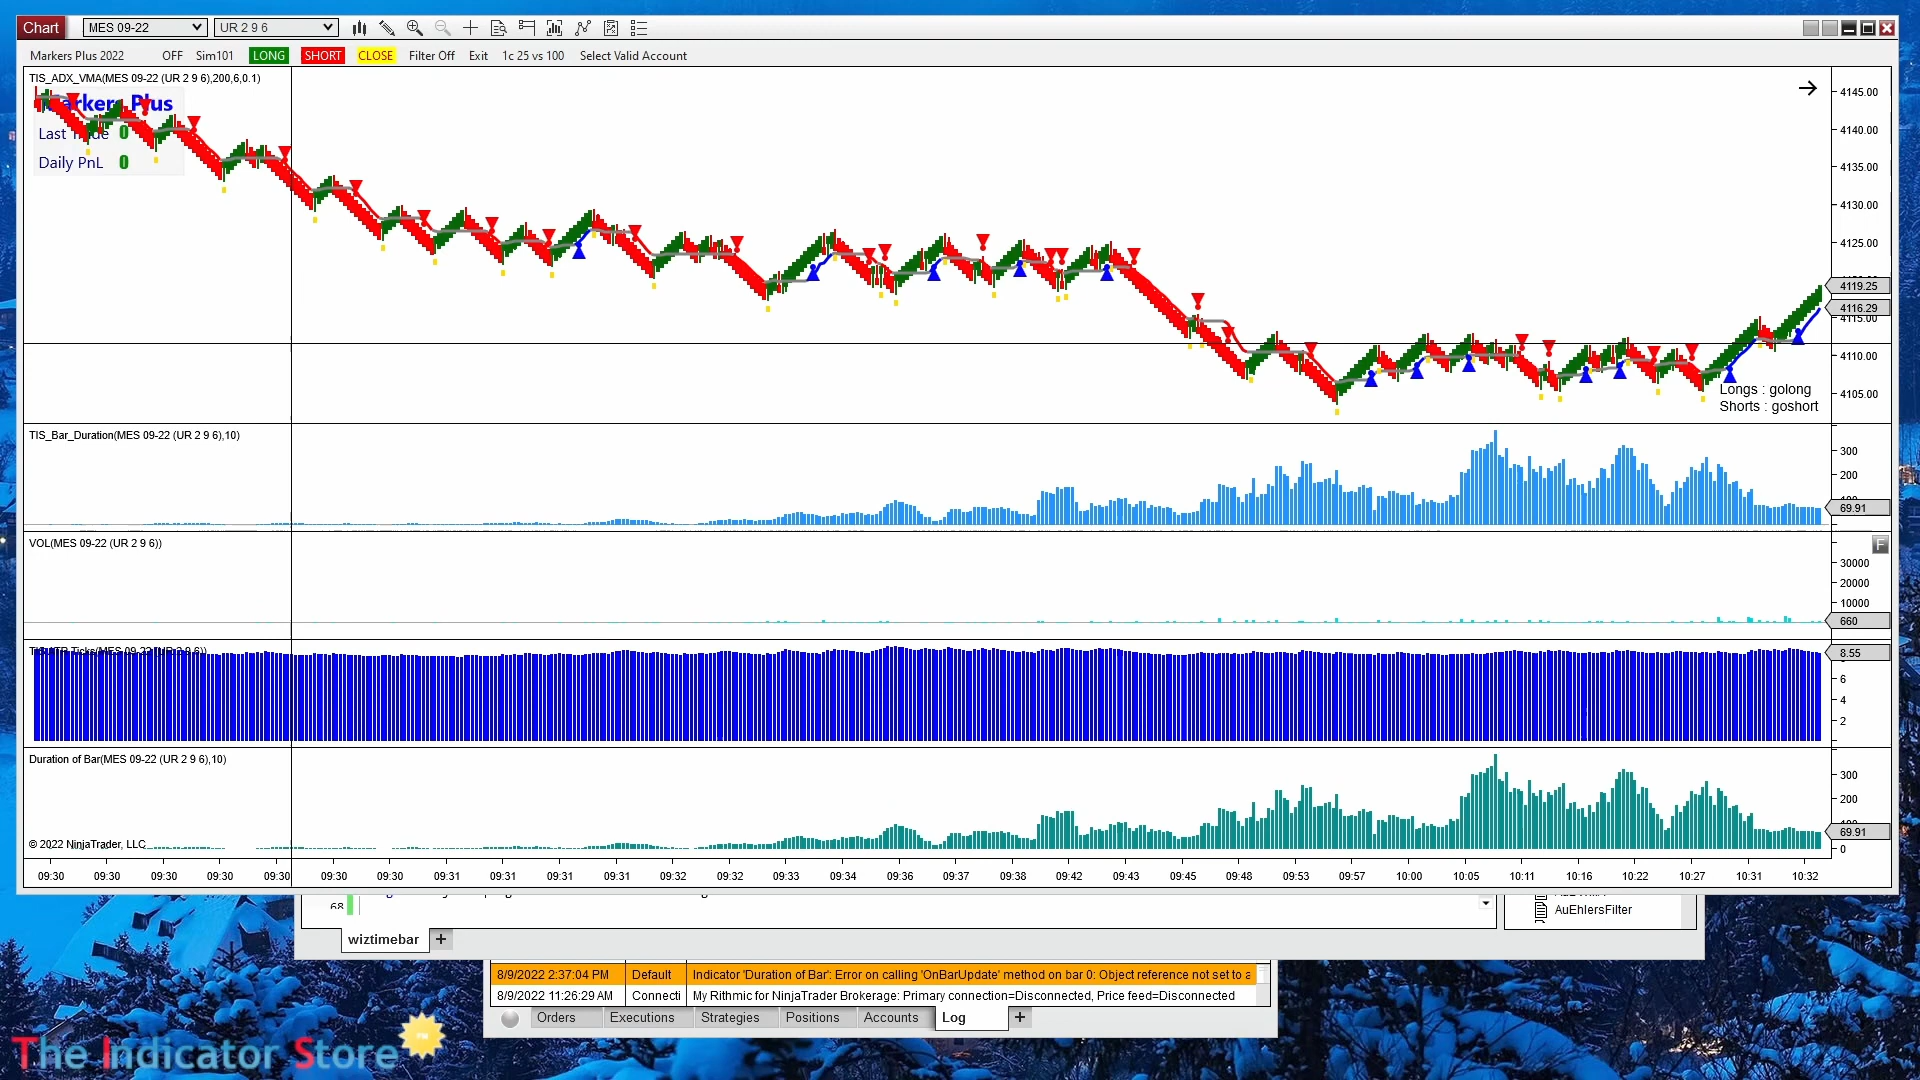 Chart MES 09-22 UR 2 9 6
Markers Plus 2022 OFF Sim101 LONG SHORT CLOSE Filter Off Exit 1c 25 vs 100 Select Valid Account
TIS_ADX_VMA(MES 09-22 (UR 2 9 6),200,6,0.1)
Markers Plus
Last Trade 0
Daily PnL 0
4145.00
4140.00
4135.00
4130.00
4125.00
4119.25
4116.29
4115.00
4110.00
4105.00
Longs : golong
Shorts : goshort
TIS_Bar_Duration(MES 09-22 (UR 2 9 6),10)
300
200
69.91
VOL(MES 09-22 (UR 2 9 6))
F
30000
20000
10000
660
8.55
6
4
2
Duration of Bar(MES 09-22 (UR 2 9 6),10)
300
200
69.91
0
© 2022 NinjaTrader, LLC
09:30 09:30 09:30 09:30 09:30 09:30 09:30 09:31 09:31 09:31 09:31 09:32 09:32 09:33 09:34 09:36 09:37 09:38 09:42 09:43 09:45 09:48 09:53 09:57 10:00 10:05 10:11 10:16 10:22 10:27 10:31 10:32
68
AuEhlersFilter
wiztimebar +
8/9/2022 2:37:04 PM Default Indicator 'Duration of Bar': Error on calling 'OnBarUpdate' method on bar 0: Object reference not set to a
8/9/2022 11:26:29 AM Connecti My Rithmic for NinjaTrader Brokerage: Primary connection=Disconnected, Price feed=Disconnected
Orders Executions Strategies Positions Accounts Log +
The Indicator Store